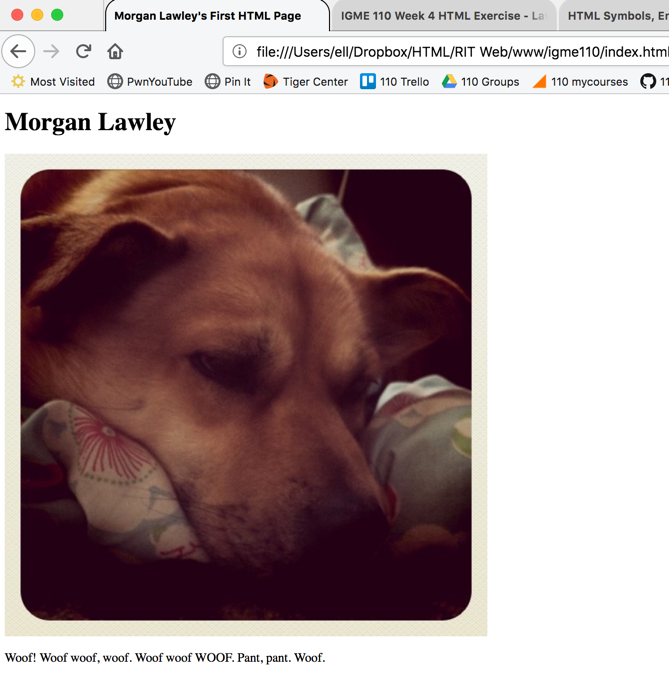 Morgan Lawley's First HTML Page
IGME 110 Week 4 HTML Exercise - La
HTML Symbols, En
file:///Users/ell/Dropbox/HTML/RIT Web/www/igme110/index.html
Most Visited PwnYouTube Pin It Tiger Center 110 Trello 110 Groups 110 mycourses 11
Morgan Lawley
Woof! Woof woof, woof. Woof woof WOOF. Pant, pant. Woof.